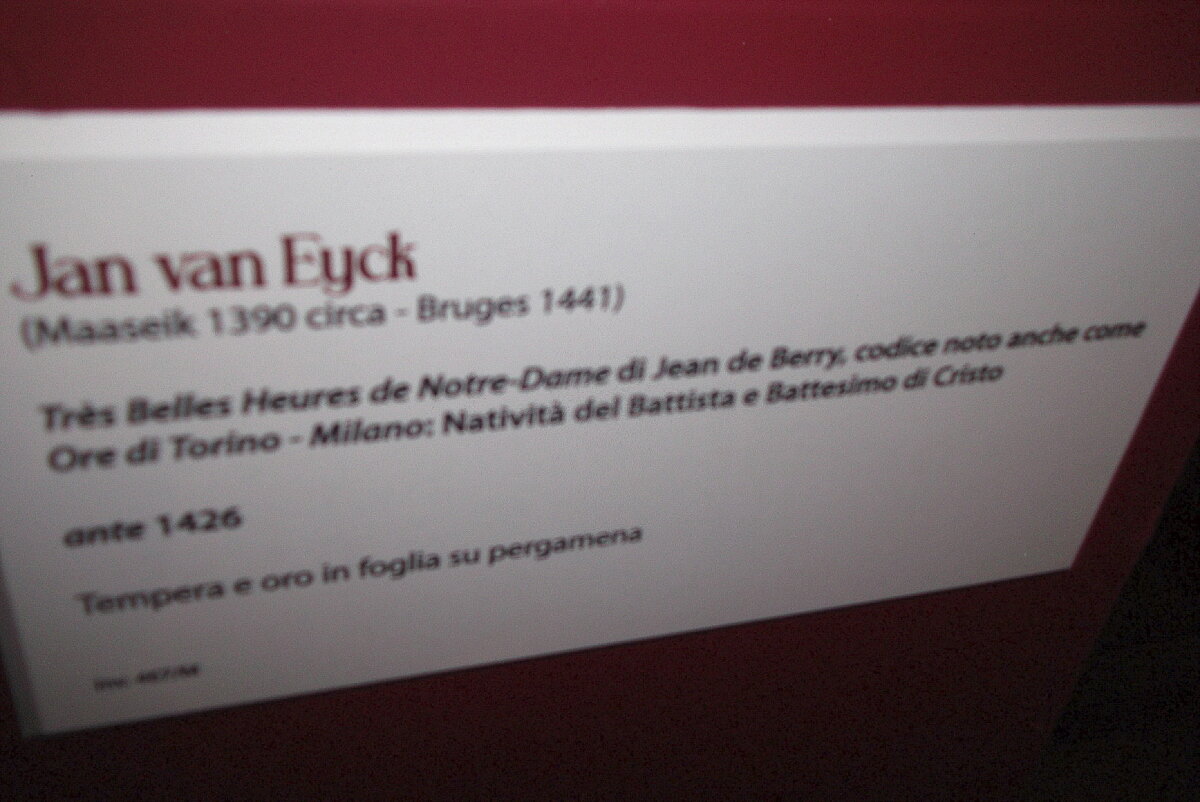 Jan van Eyck
(Maaseik 1390 circa - Bruges 1441)
Très Belles Heures de Notre-Dame di Jean de Berry, codice noto anche come
Ore di Torino - Milano: Natività del Battista e Battesimo di Cristo
ante 1426
Tempera e oro in foglia su pergamena
Inv.